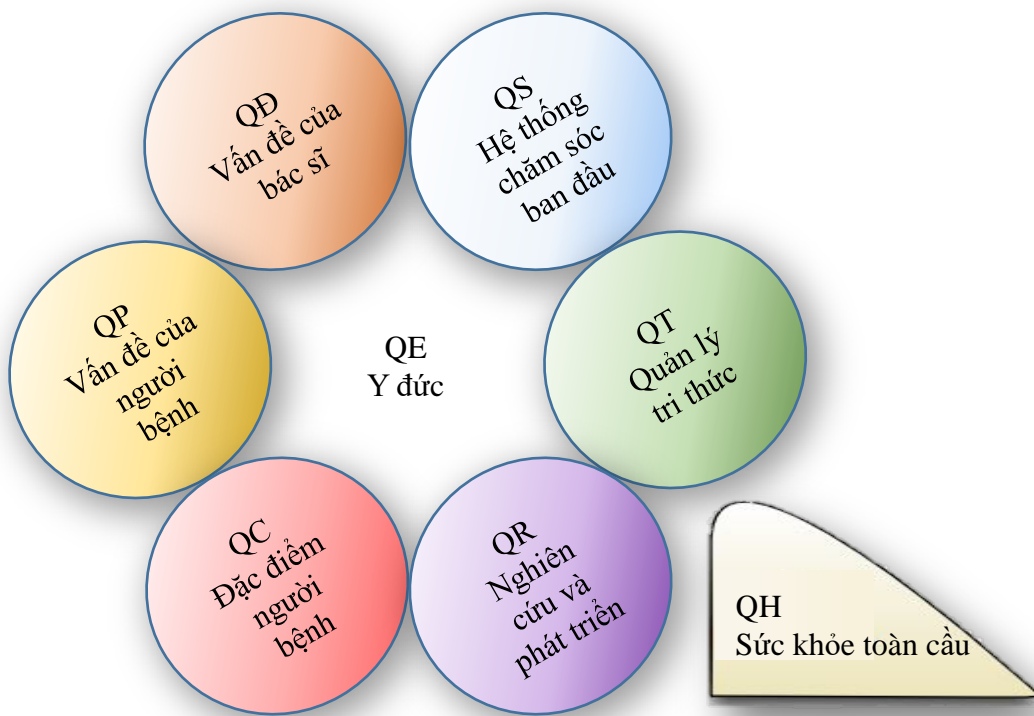 QĐ
Vấn đề của
bác sĩ
QS
Hệ thống
chăm sóc
ban đầu
QP
Vấn đề của
người
bệnh
QE
Y đức
QT
Quản lý
tri thức
QC
Đặc điểm
người
bệnh
QR
Nghiên
cứu và
phát triển
QH
Sức khỏe toàn cầu